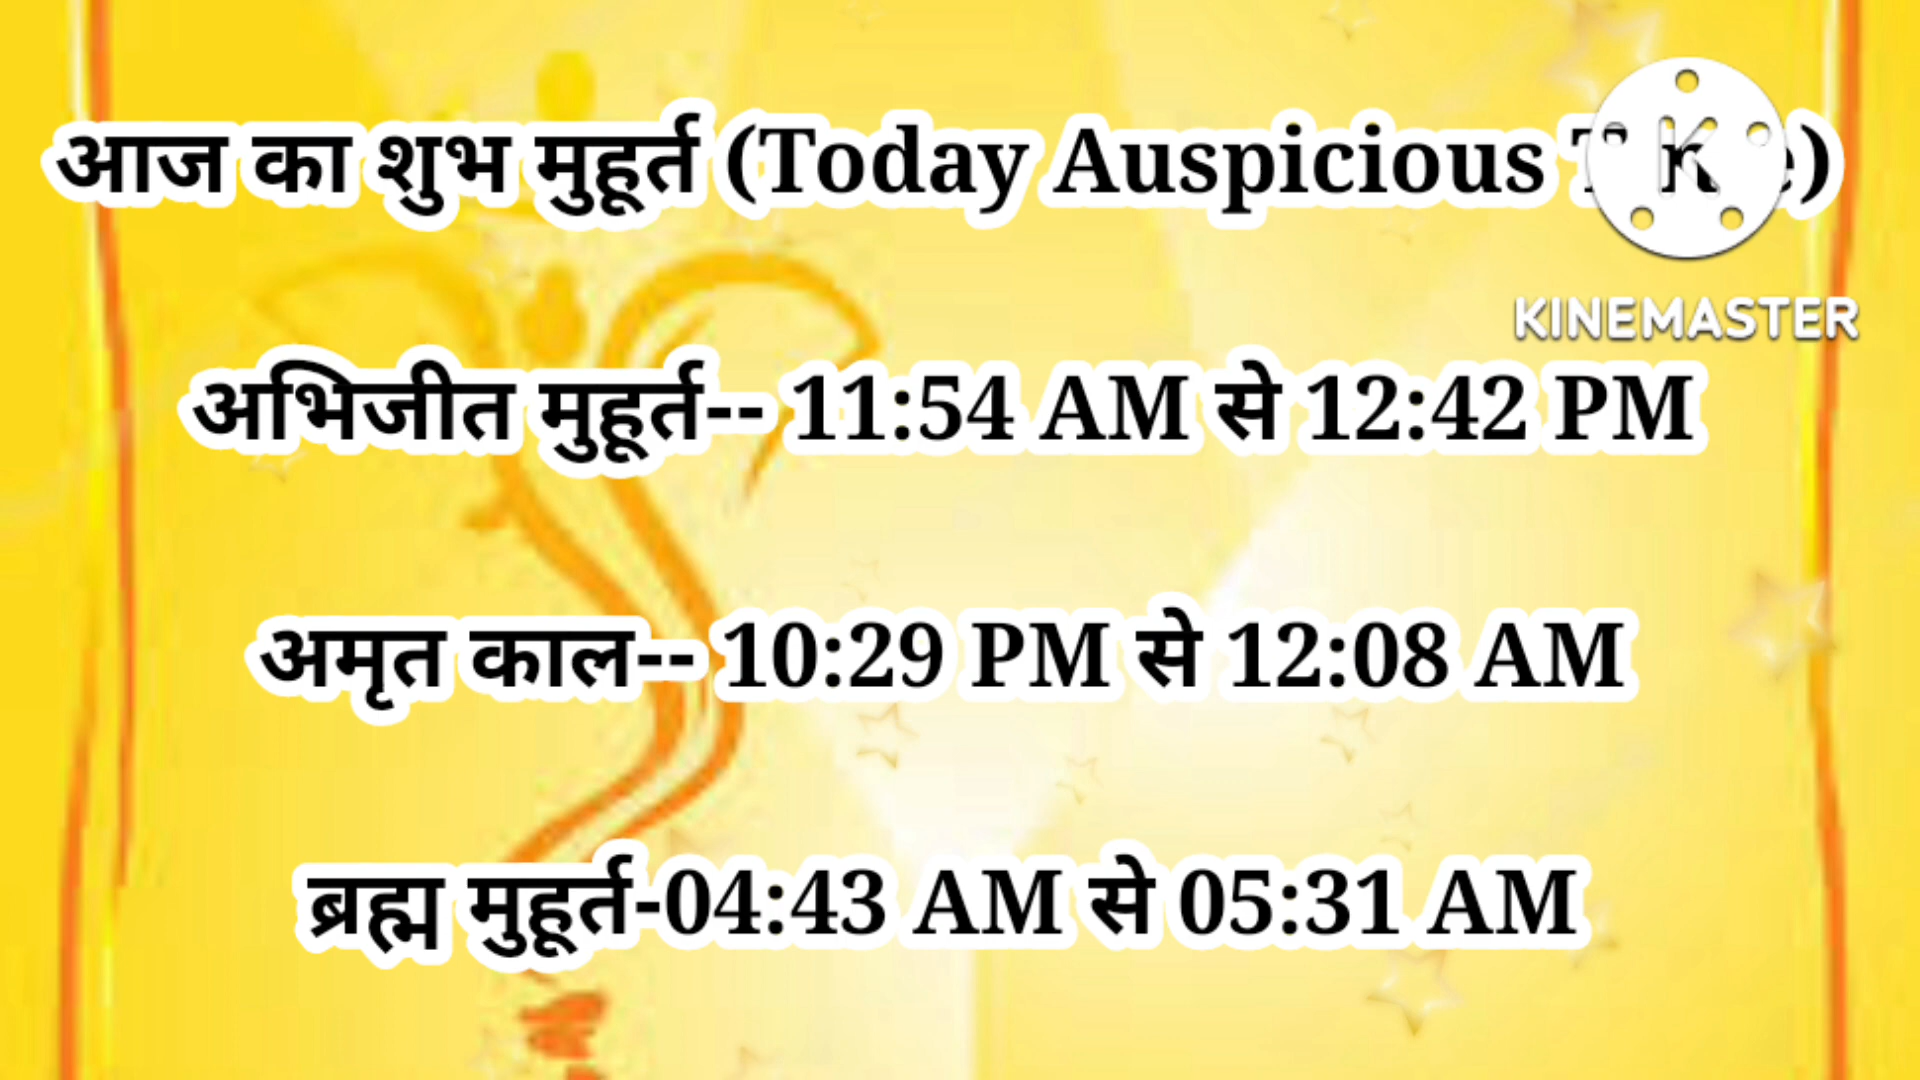 आज का शुभ मुहूर्त (Today Auspicious
KINEMASTER
अभिजीत मुहूर्त-- 11:54 AM से 12:42 PM
अमृत काल-- 10:29 PM से 12:08 AM
ब्रह्म मुहूर्त-04:43 AM से 05:31 AM